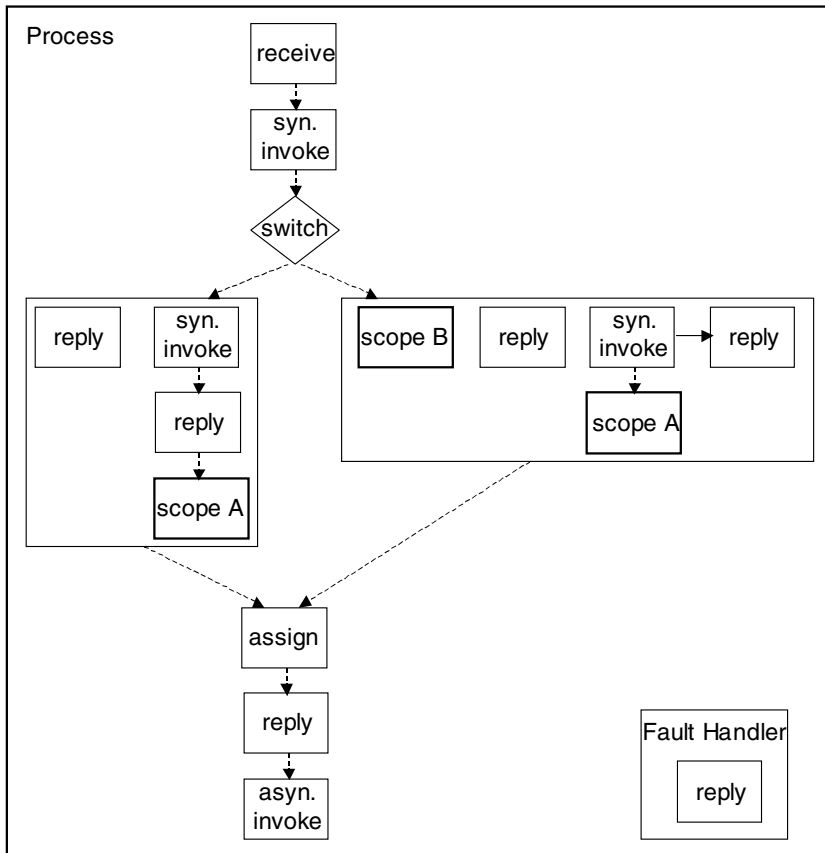 Process
receive
syn.
invoke
switch
reply
syn.
invoke
reply
scope A
scope B
reply
syn.
invoke
reply
scope A
assign
reply
asyn.
invoke
Fault Handler
reply